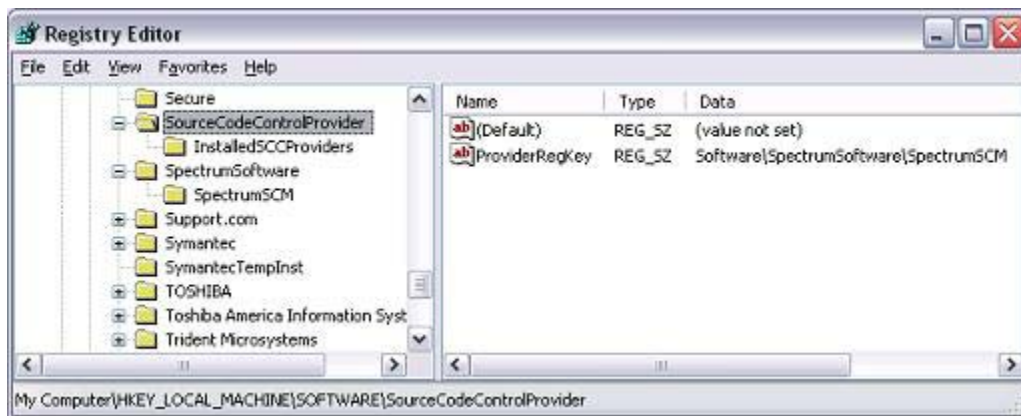 Registry Editor
File Edit View Favorites Help
Secure
SourceCodeControlProvider
InstalledSCCProviders
SpectrumSoftware
SpectrumSCM
Support.com
Symantec
SymantecTempInst
TOSHIBA
Toshiba America Information Syst
Trident Microsystems
Name Type Data
ab (Default) REG_SZ (value not set)
ab ProviderRegKey REG_SZ Software\SpectrumSoftware\SpectrumSCM
My Computer\HKEY_LOCAL_MACHINE\SOFTWARE\SourceCodeControlProvider